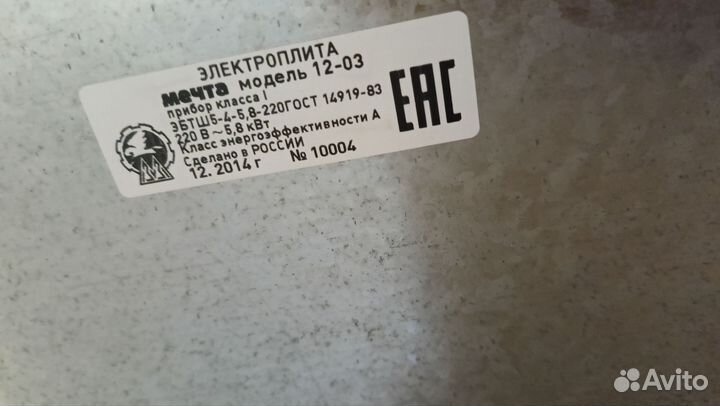 ЭЛЕКТРОПЛИТА
мечта модель 12-03
прибор класса I
ЭБТШ5-4-5,8-220ГОСТ 14919-83
220 В ~ 5,8 кВт
Класс энергоэффективности А
Сделано в РОССИИ
12. 2014 г № 10004
ЕАС
Avito